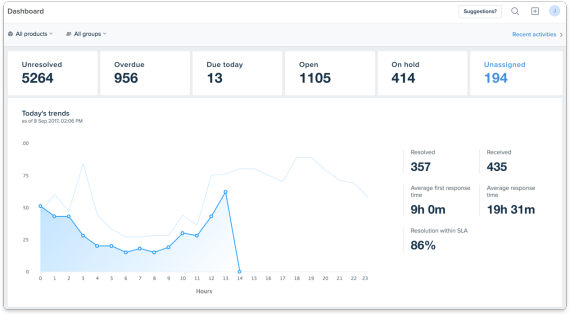 Dashboard
Suggestions?
All products
All groups
Recent activities
Unresolved
5264
Overdue
956
Due today
13
Open
1105
On hold
414
Unassigned
194
Today's trends
as of 8 Sep 2017, 02:06 PM
.00
75
50
25
0
0 1 2 3 4 5 6 7 8 9 10 11 12 13 14 15 16 17 18 19 20 21 22 23
Hours
Resolved
357
Received
435
Average first response
time
9h 0m
Average response
time
19h 31m
Resolution within SLA
86%